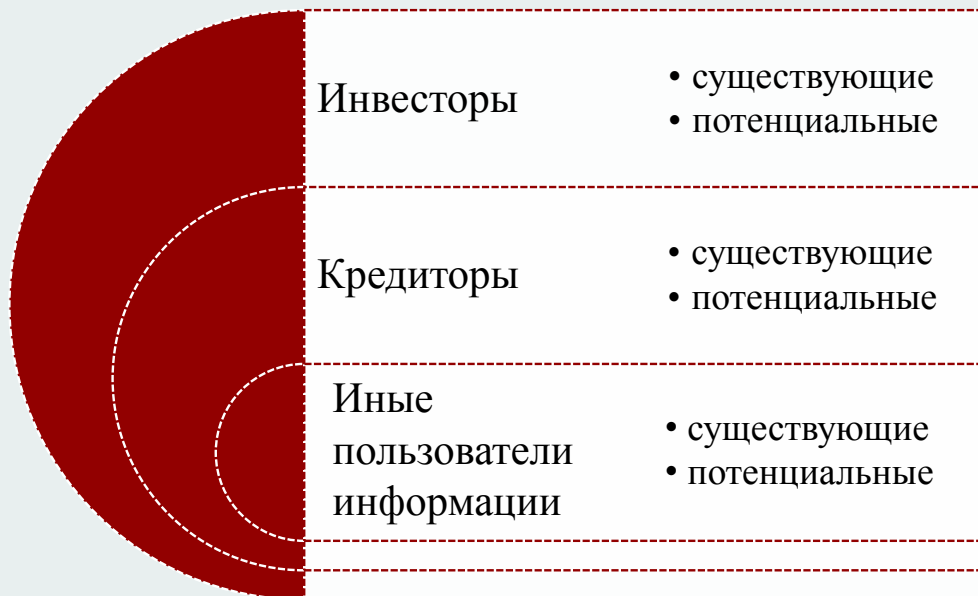 Инвесторы
• существующие
• потенциальные
Кредиторы
• существующие
• потенциальные
Иные
пользователи
информации
• существующие
• потенциальные